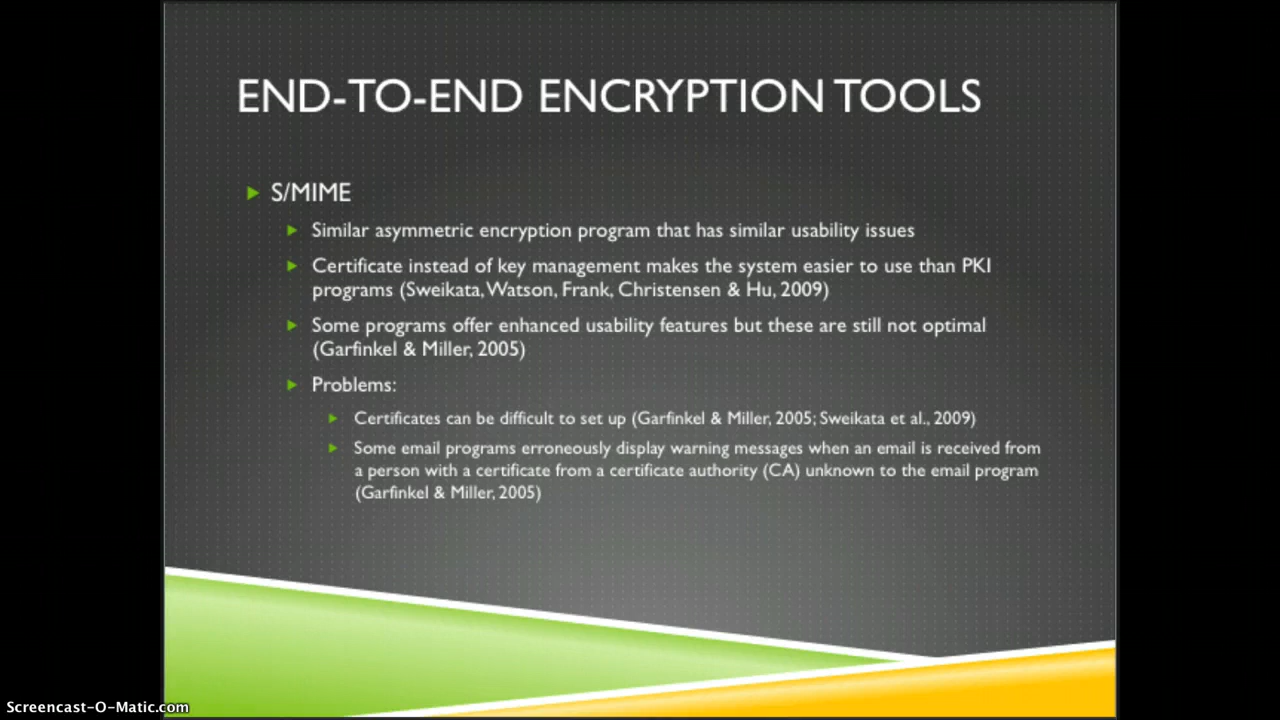 END-TO-END ENCRYPTION TOOLS
S/MIME
Similar asymmetric encryption program that has similar usability issues
Certificate instead of key management makes the system easier to use than PKI
programs (Sweikata, Watson, Frank, Christensen & Hu, 2009)
Some programs offer enhanced usability features but these are still not optimal
(Garfinkel & Miller, 2005)
Problems:
Certificates can be difficult to set up (Garfinkel & Miller, 2005; Sweikata et al., 2009)
Some email programs erroneously display warning messages when an email is received from
a person with a certificate from a certificate authority (CA) unknown to the email program
(Garfinkel & Miller, 2005)
Screencast-O-Matic.com